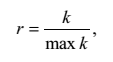 r = k / max k,